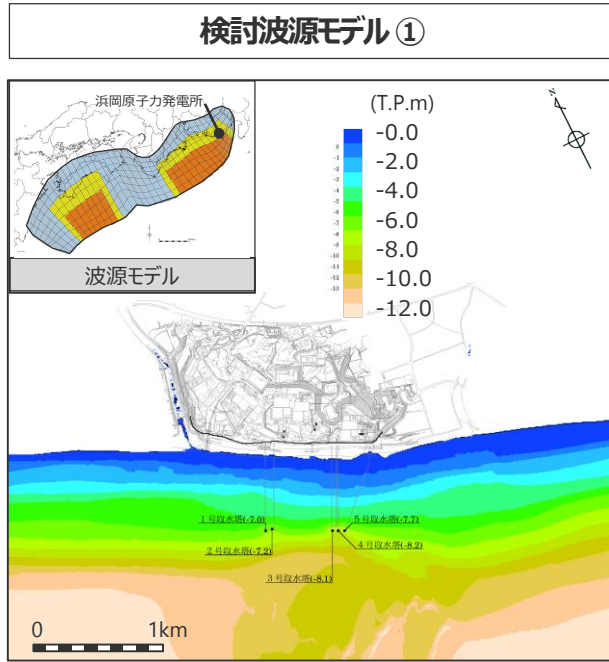 検討波源モデル①
浜岡原子力発電所
波源モデル
(T.P.m)
-0.0
-2.0
-4.0
-6.0
-8.0
-10.0
-12.0
N
1号取水塔(-7.0)
2号取水塔(-7.2)
3号取水塔(-8.1)
5号取水塔(-7.7)
4号取水塔(-8.2)
0 1km